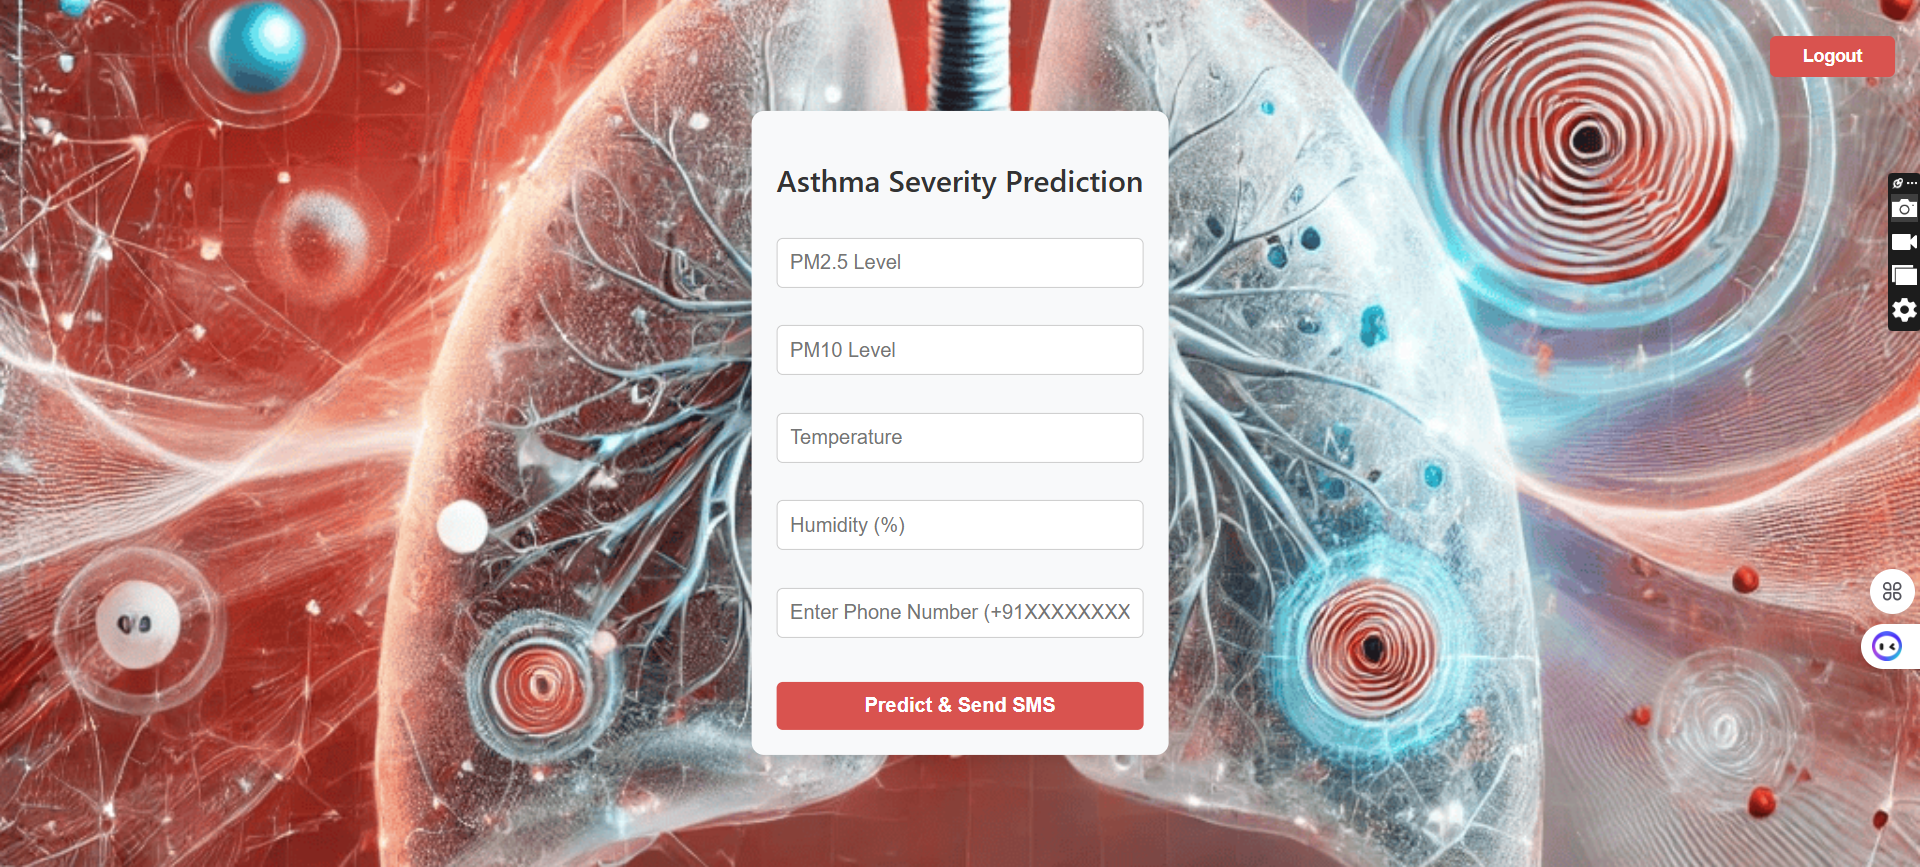 Logout
Asthma Severity Prediction
PM2.5 Level
PM10 Level
Temperature
Humidity (%)
Enter Phone Number (+91XXXXXXXX
Predict & Send SMS